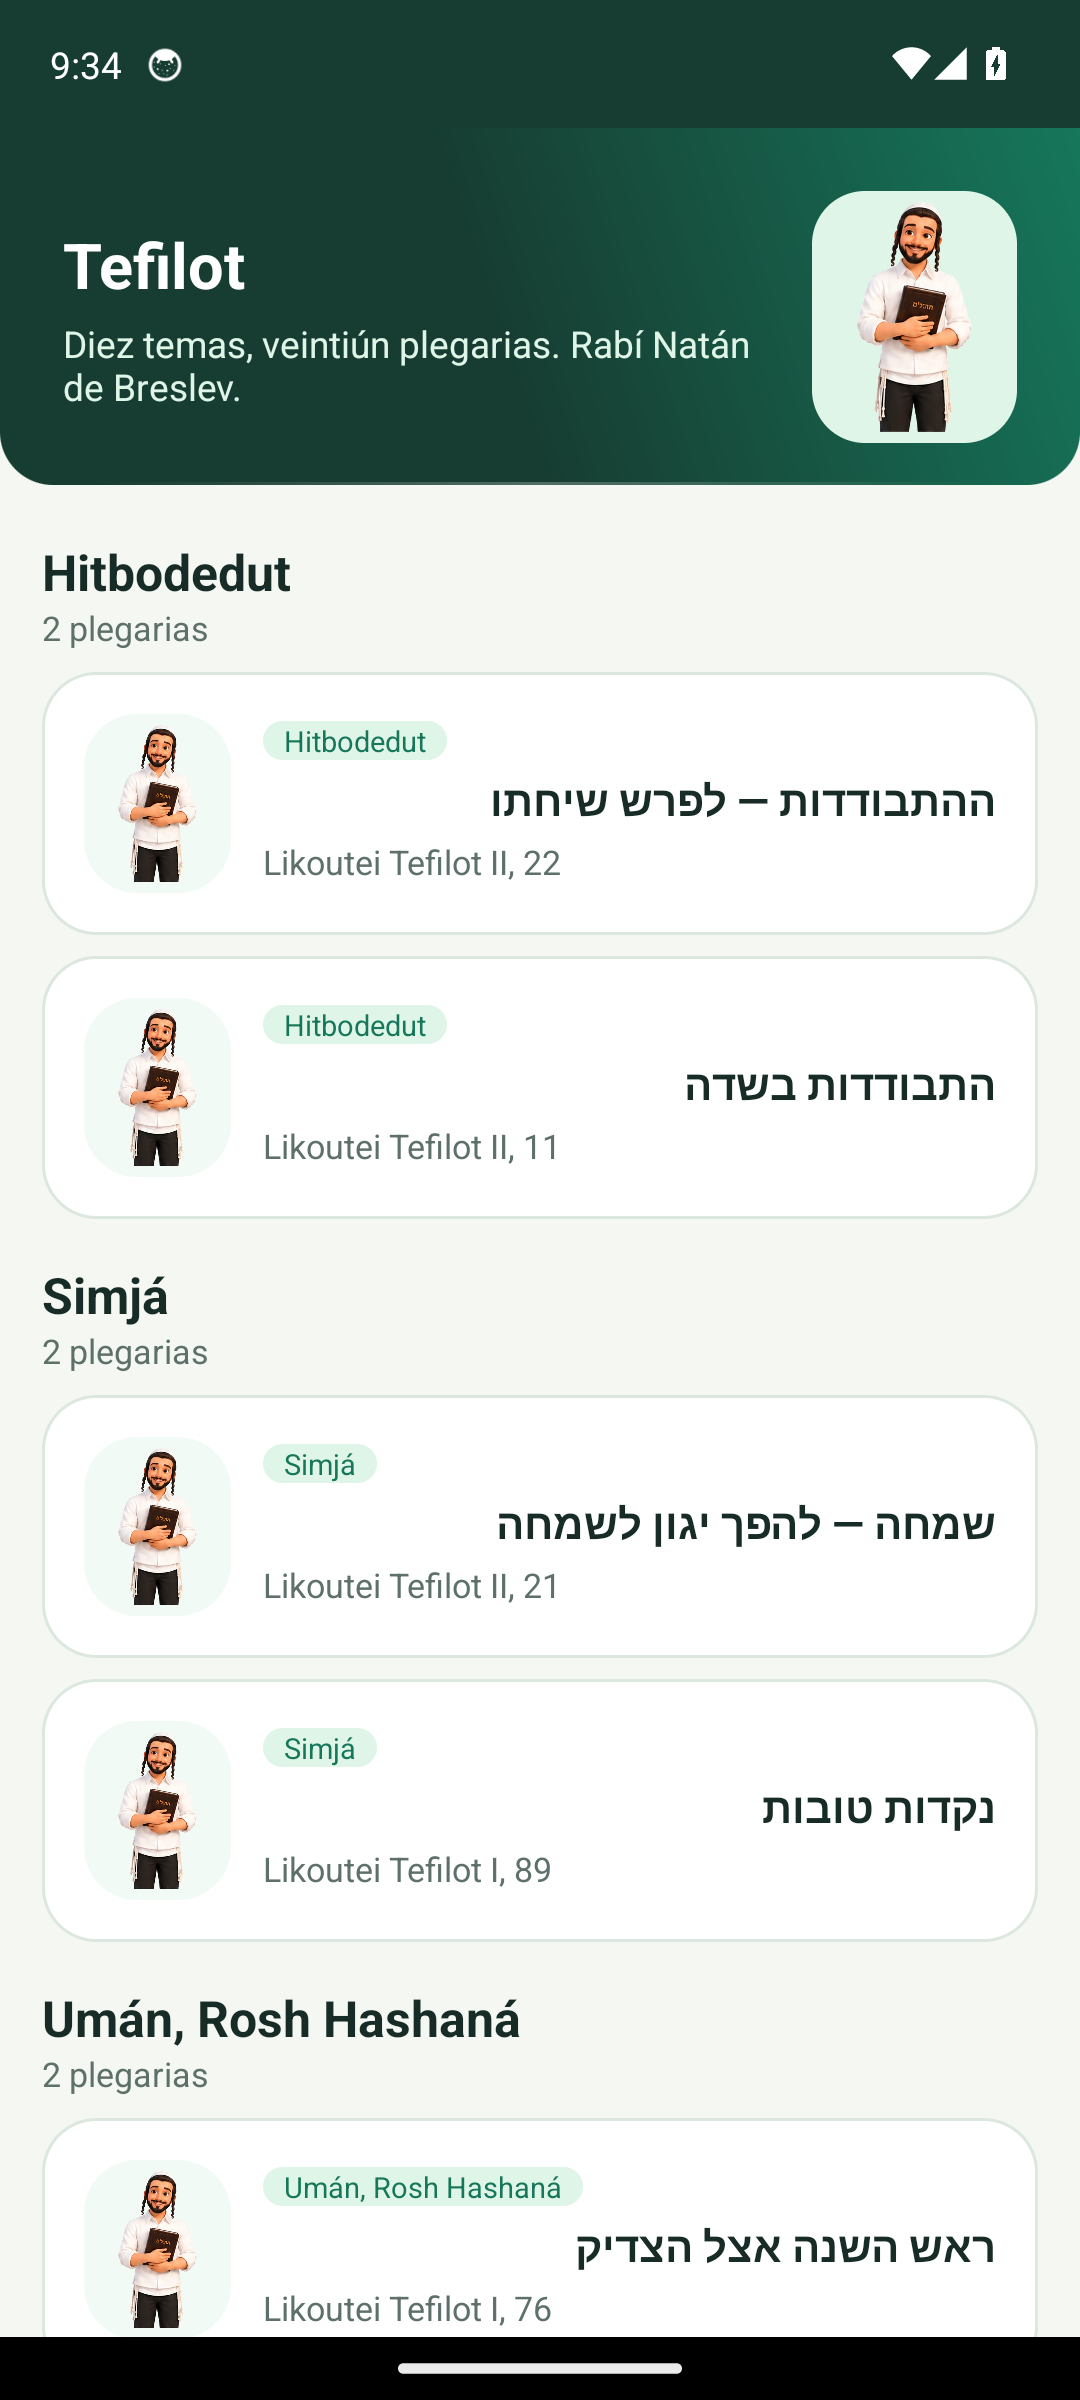 9:34
Tefilot
Diez temas, veintiún plegarias. Rabí Natán
de Breslev.
Hitbodedut
2 plegarias
Hitbodedut
ההתבודדות – לפרש שיחתו
Likoutei Tefilot II, 22
Hitbodedut
התבודדות בשדה
Likoutei Tefilot II, 11
Simjá
2 plegarias
Simjá
שמחה – להפך יגון לשמחה
Likoutei Tefilot II, 21
Simjá
נקדות טובות
Likoutei Tefilot I, 89
Umán, Rosh Hashaná
2 plegarias
Umán, Rosh Hashaná
ראש השנה אצל הצדיק
Likoutei Tefilot I, 76